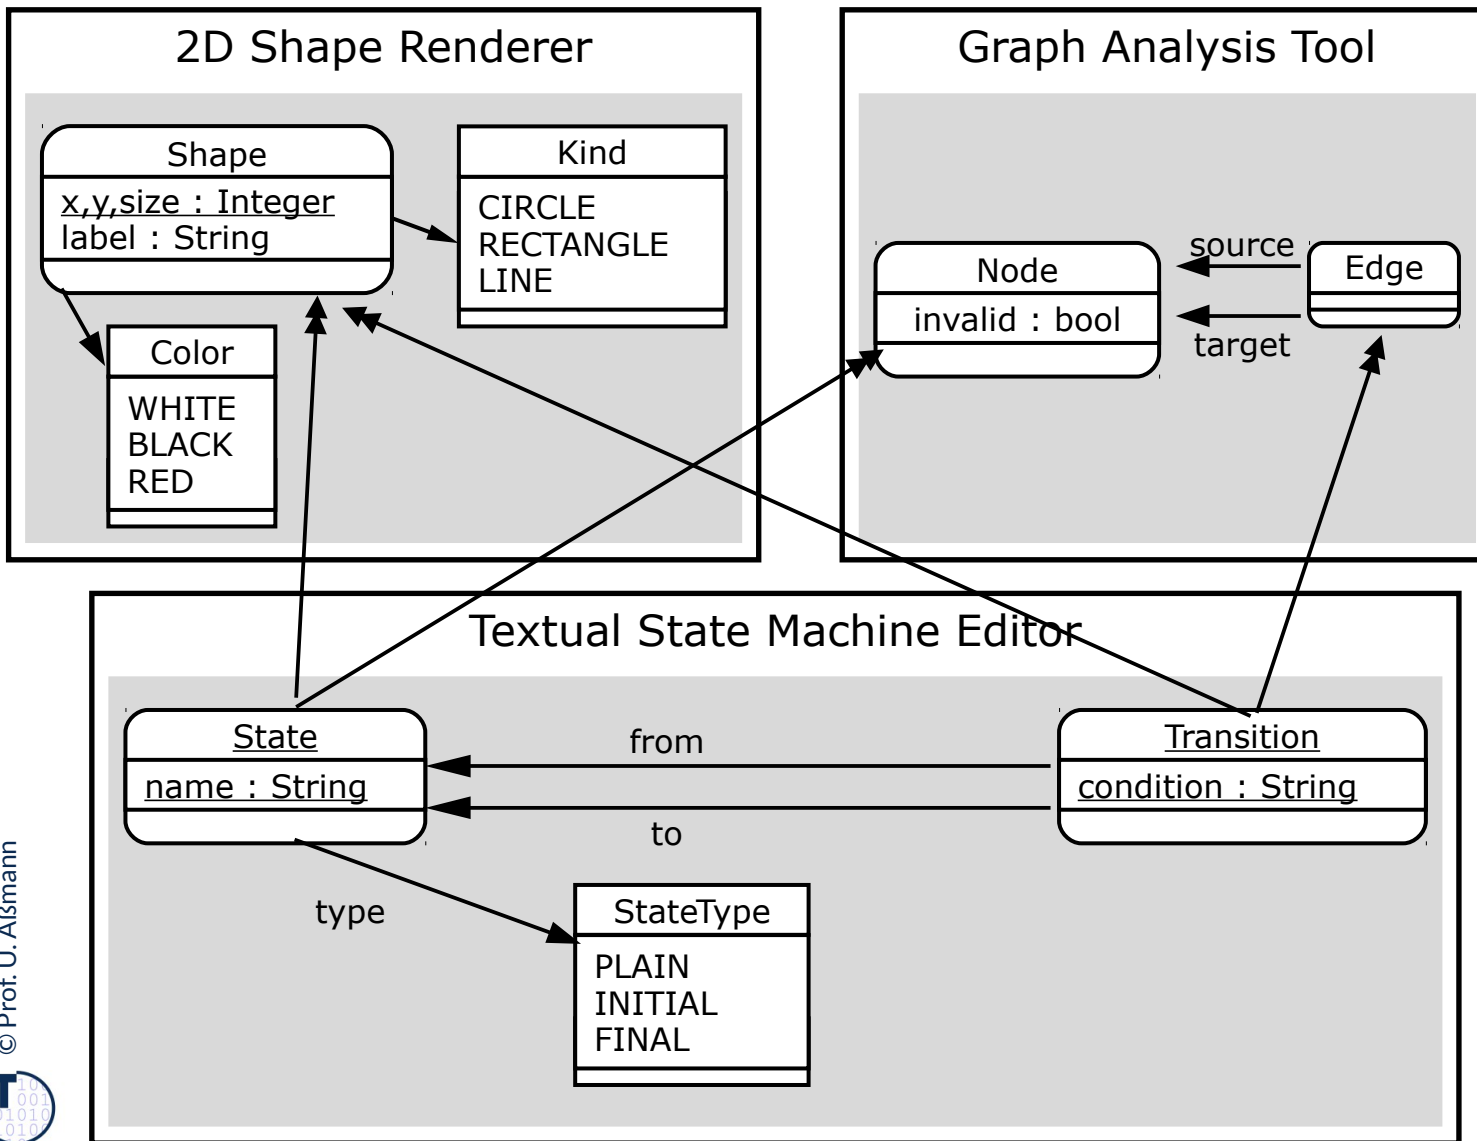 2D Shape Renderer
Shape
x,y,size : Integer
label : String
Kind
CIRCLE
RECTANGLE
LINE
Color
WHITE
BLACK
RED
Graph Analysis Tool
Node
invalid : bool
source
target
Edge
Textual State Machine Editor
State
name : String
from
to
Transition
condition : String
type
StateType
PLAIN
INITIAL
FINAL
© Prof. U. Aßmann